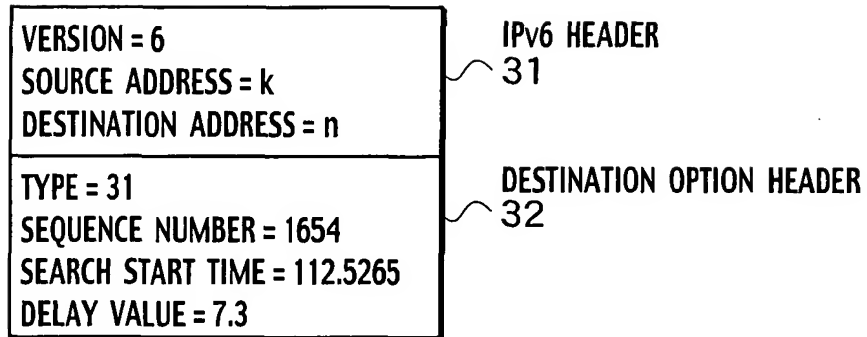 VERSION = 6
SOURCE ADDRESS = k
DESTINATION ADDRESS = n
IPv6 HEADER
31
TYPE = 31
SEQUENCE NUMBER = 1654
SEARCH START TIME = 112.5265
DELAY VALUE = 7.3
DESTINATION OPTION HEADER
32